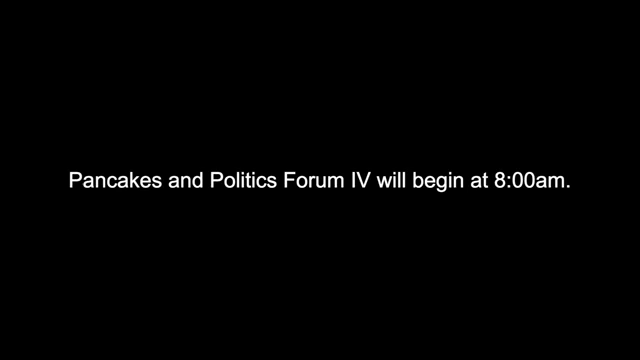 Pancakes and Politics Forum IV will begin at 8:00am.